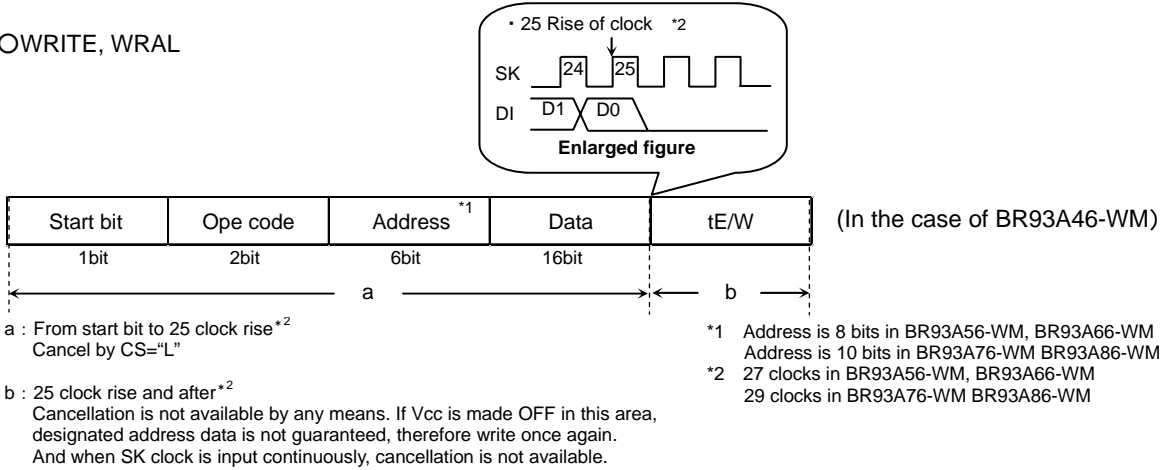 ・25 Rise of clock *2
○WRITE, WRAL
SK 24 25
DI D1 D0
Enlarged figure
Start bit Ope code Address *1 Data tE/W (In the case of BR93A46-WM)
1bit 2bit 6bit 16bit
a b
a : From start bit to 25 clock rise*2
Cancel by CS=“L”
b : 25 clock rise and after*2
Cancellation is not available by any means. If Vcc is made OFF in this area,
designated address data is not guaranteed, therefore write once again.
And when SK clock is input continuously, cancellation is not available.
*1 Address is 8 bits in BR93A56-WM, BR93A66-WM
Address is 10 bits in BR93A76-WM BR93A86-WM
*2 27 clocks in BR93A56-WM, BR93A66-WM
29 clocks in BR93A76-WM BR93A86-WM